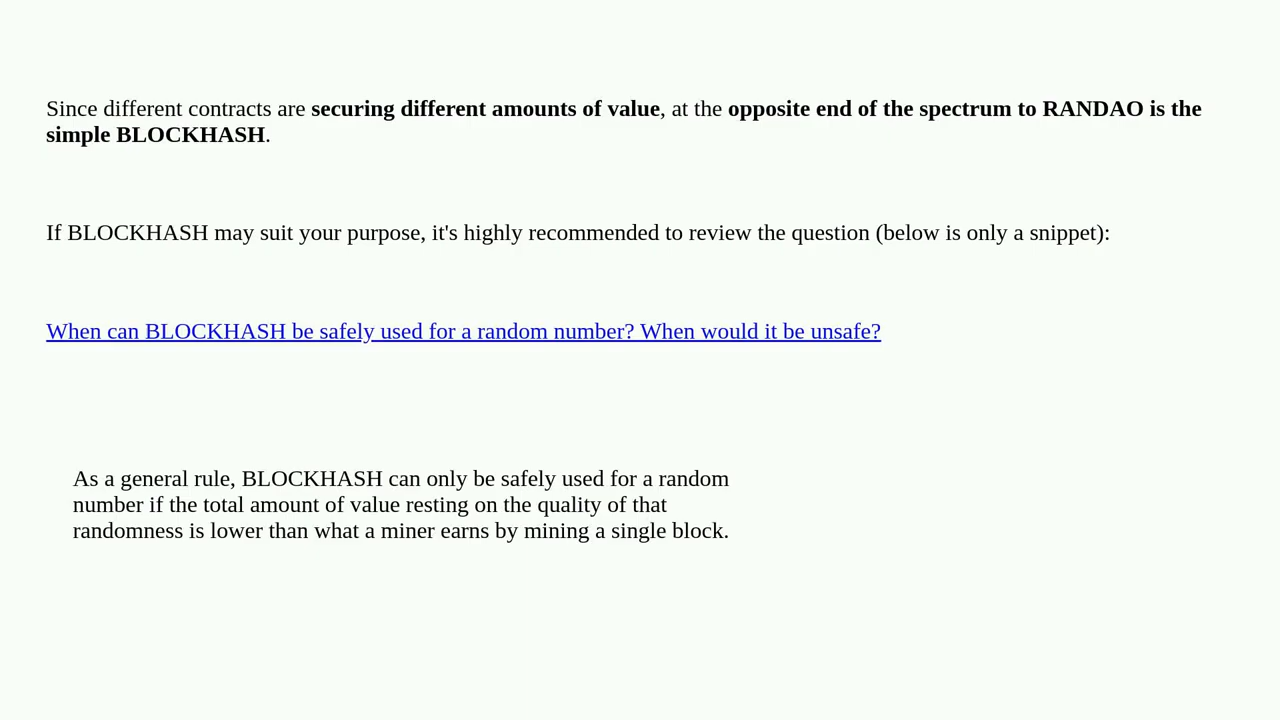 Since different contracts are securing different amounts of value, at the opposite end of the spectrum to RANDAO is the
simple BLOCKHASH.
If BLOCKHASH may suit your purpose, it's highly recommended to review the question (below is only a snippet):
When can BLOCKHASH be safely used for a random number? When would it be unsafe?
As a general rule, BLOCKHASH can only be safely used for a random
number if the total amount of value resting on the quality of that
randomness is lower than what a miner earns by mining a single block.